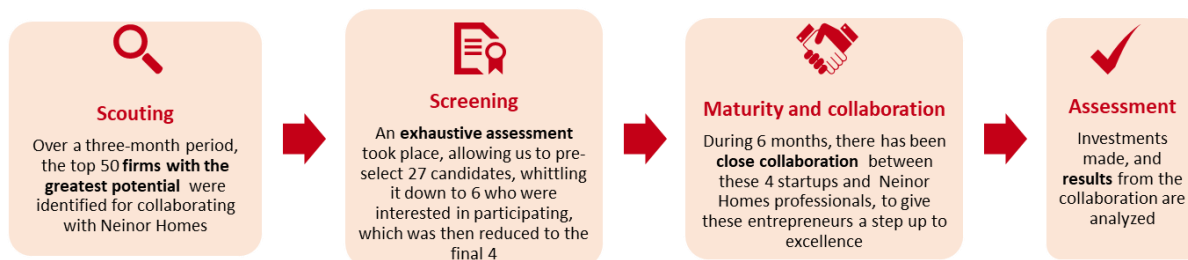 Scouting
Over a three-month period,
the top 50 firms with the
greatest potential were
identified for collaborating
with Neinor Homes
Screening
An exhaustive assessment
took place, allowing us to pre-
select 27 candidates, whittling
it down to 6 who were
interested in participating,
which was then reduced to the
final 4
Maturity and collaboration
During 6 months, there has been
close collaboration between
these 4 startups and Neinor
Homes professionals, to give
these entrepreneurs a step up to
excellence
Assessment
Investments
made, and
results from the
collaboration are
analyzed